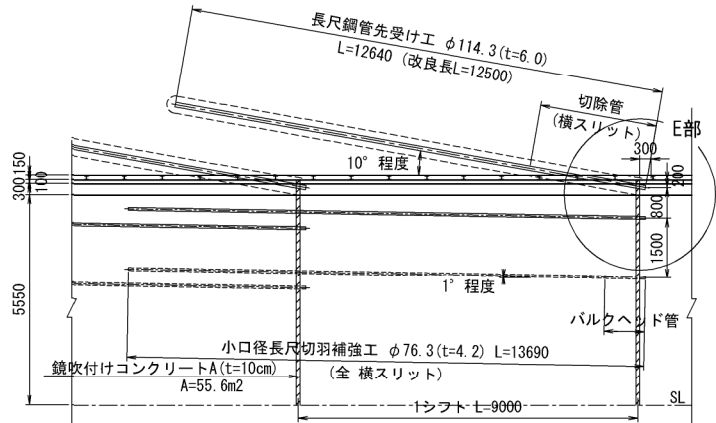 長尺鋼管先受け工 φ114.3(t=6.0)
L=12640 (改良長L=12500)
切除管
(横スリット)
E部
300
10° 程度
150
100
300
200
800
1500
5550
1° 程度
バルクヘッド管
小口径長尺切羽補強工 φ76.3(t=4.2) L=13690
(全 横スリット)
鏡吹付けコンクリートA(t=10cm)
A=55.6m2
SL
1シフト L=9000